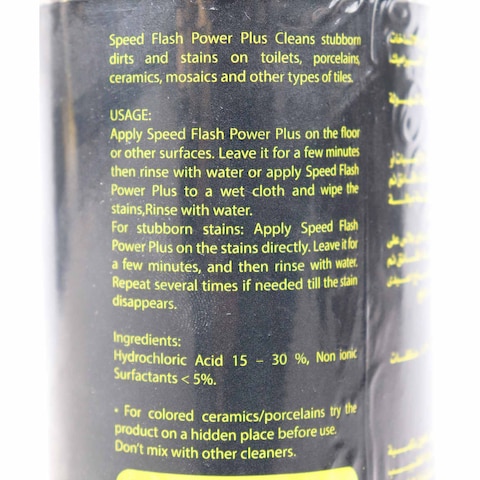 Speed Flash Power Plus Cleans stubborn
dirts and stains on toilets, porcelains,
ceramics, mosaics and other types of tiles.
USAGE:
Apply Speed Flash Power Plus on the floor
or other surfaces. Leave it for a few minutes
then rinse with water or apply Speed Flash
Power Plus to a wet cloth and wipe the
stains,Rinse with water.
For stubborn stains: Apply Speed Flash
Power Plus on the stains directly. Leave it for
a few minutes, and then rinse with water.
Repeat several times if needed till the stain
disappears.
Ingredients:
Hydrochloric Acid 15 – 30 %, Non ionic
Surfactants < 5%.
• For colored ceramics/porcelains try the
product on a hidden place before use.
Don't mix with other cleaners.